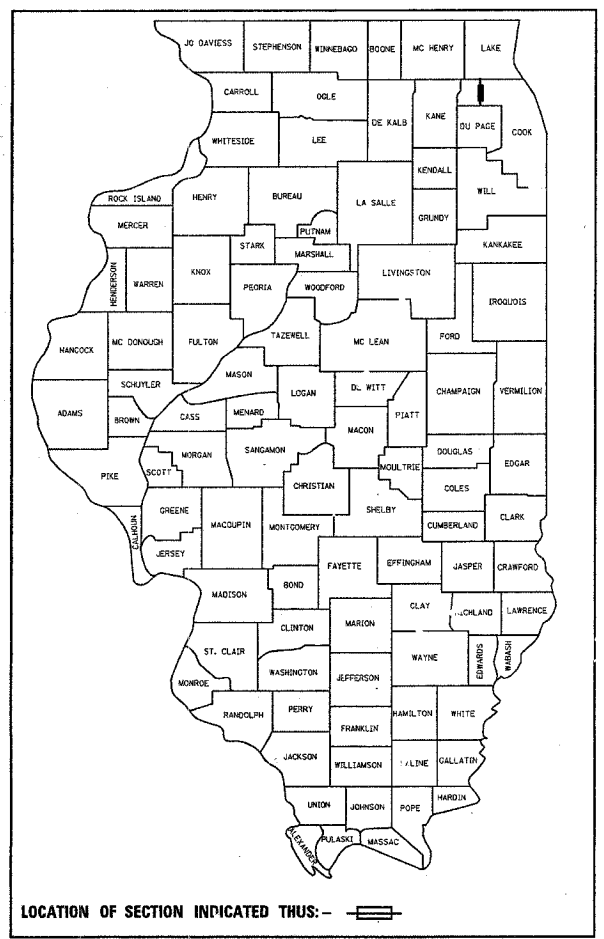 JO DAVIESS STEPHENSON WINNEBAGO BOONE MC HENRY LAKE
CARROLL OGLE DE KALB KANE DU PAGE COOK
WHITESIDE LEE
KENDALL
WILL
ROCK ISLAND HENRY BUREAU LA SALLE GRUNDY
MERCER PUTNAM
STARK MARSHALL KANKAKEE
HENDERSON WARREN KNOX PEORIA WOODFORD LIVINGSTON
IROQUOIS
HANCOCK MC DONOUGH FULTON TAZEWELL MC LEAN FORD
MASON
SCHUYLER LOGAN DE WITT CHAMPAIGN VERMILION
ADAMS BROWN CASS MENARD PIATT
MACON
PIKE SCOTT MORGAN SANGAMON MOULTRIE DOUGLAS EDGAR
CHRISTIAN COLES
CALHOUN GREENE MACOUPIN MONTGOMERY SHELBY CLARK
CUMBERLAND
JERSEY FAYETTE EFFINGHAM JASPER CRAWFORD
MADISON BOND
CLAY LAWRENCE
CLINTON MARION
ST. CLAIR WAYNE EDWARDS WABASH
WASHINGTON JEFFERSON
MONROE
RANDOLPH PERRY HAMILTON WHITE
FRANKLIN
JACKSON WILLIAMSON GALLATIN
UNION JOHNSON POPE HARDIN
ALEXANDER PULASKI MASSAC
LOCATION OF SECTION INDICATED THUS:-